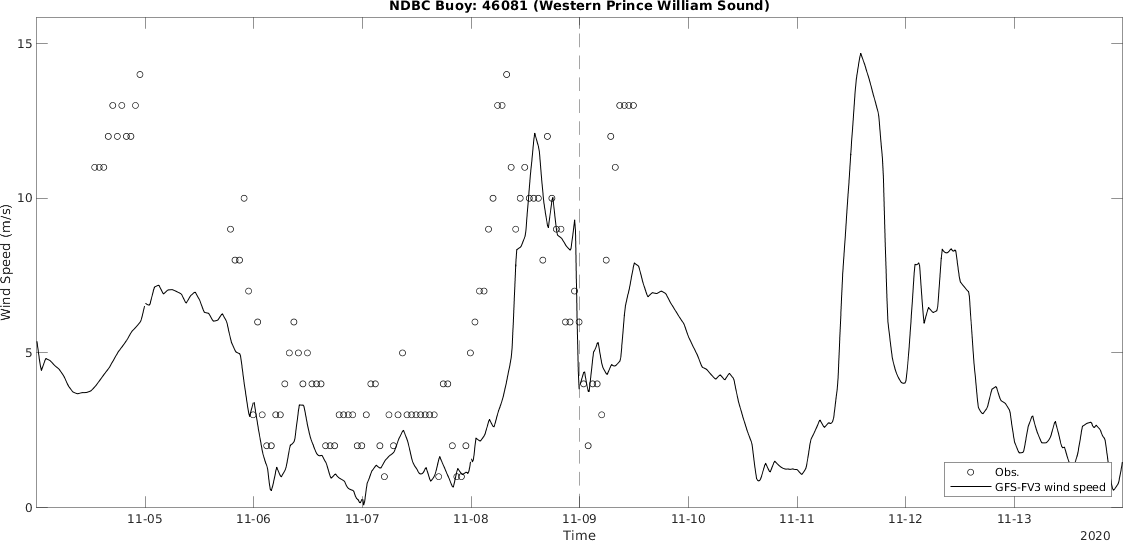 NDBC Buoy: 46081 (Western Prince William Sound)
15
10
5
0
Wind Speed (m/s)
11-05 11-06 11-07 11-08 11-09 11-10 11-11 11-12 11-13
Time
2020
Obs.
GFS-FV3 wind speed